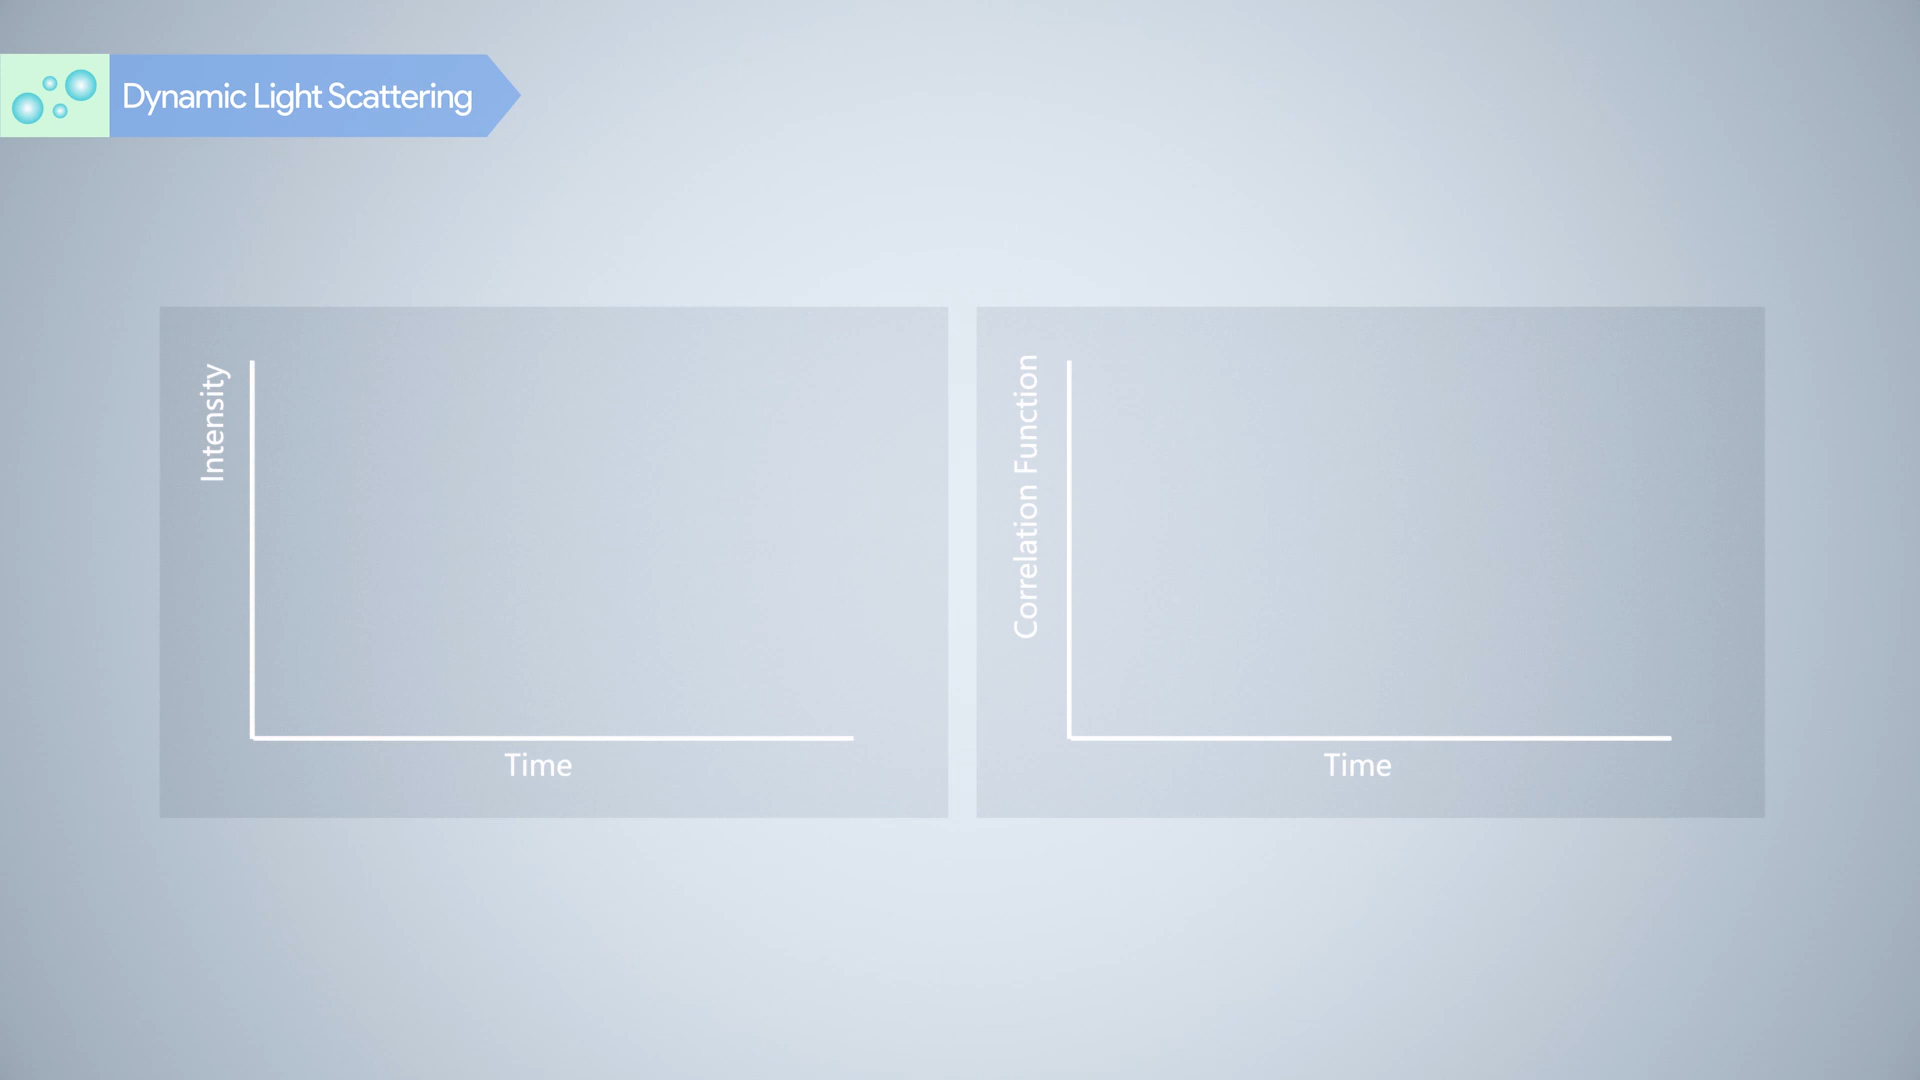 Dynamic Light Scattering
Intensity
Time
Correlation Function
Time